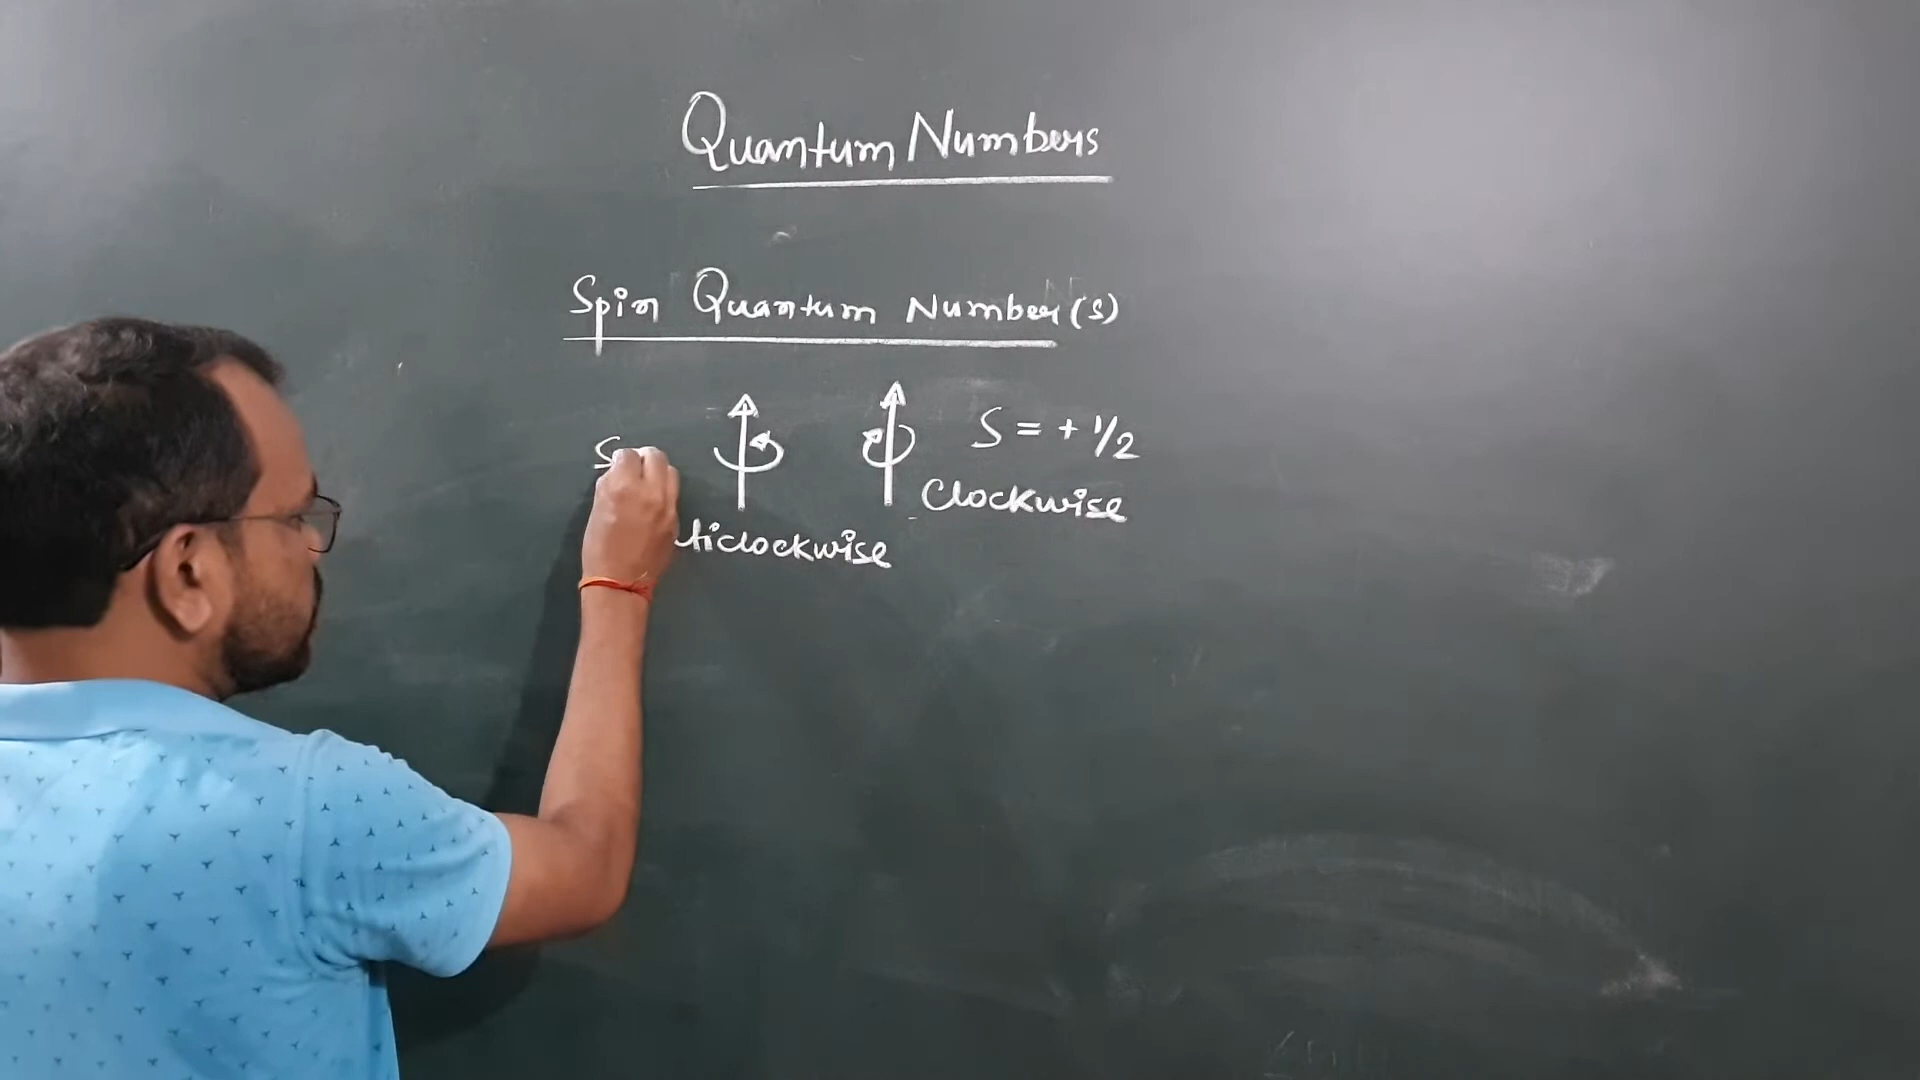 Quantum Numbers
Spin Quantum Number(s)
S S = + 1/2
Clockwise
ticlockwise